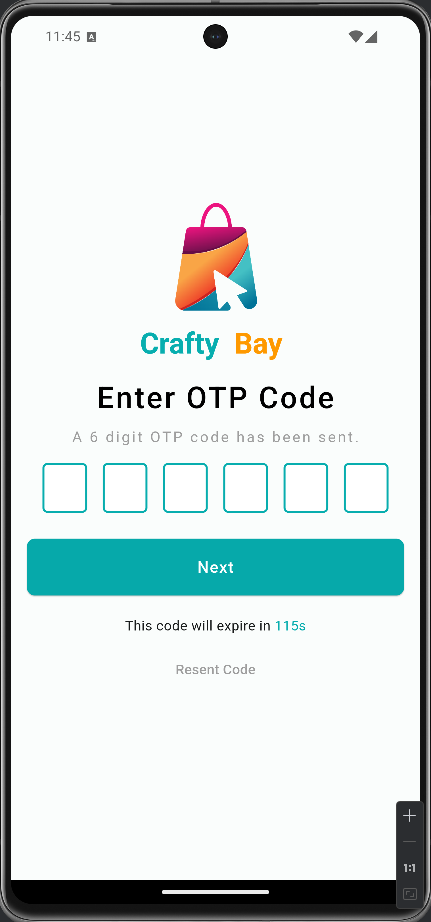 11:45 A
Crafty Bay
Enter OTP Code
A 6 digit OTP code has been sent.
Next
This code will expire in 115s
Resent Code
1:1